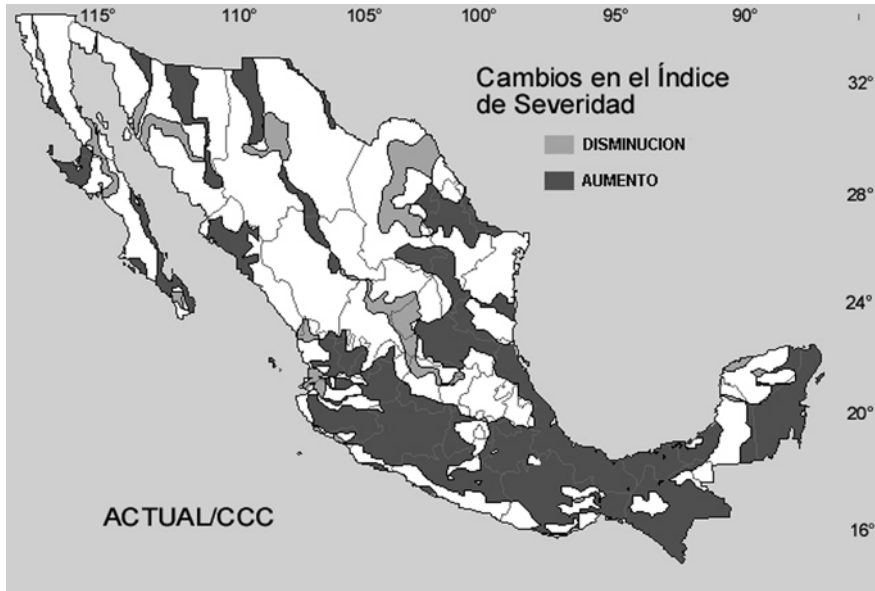 115° 110° 105° 100° 95° 90°
Cambios en el Índice
de Severidad
DISMINUCION
AUMENTO
32°
28°
24°
20°
16°
ACTUAL/CCC